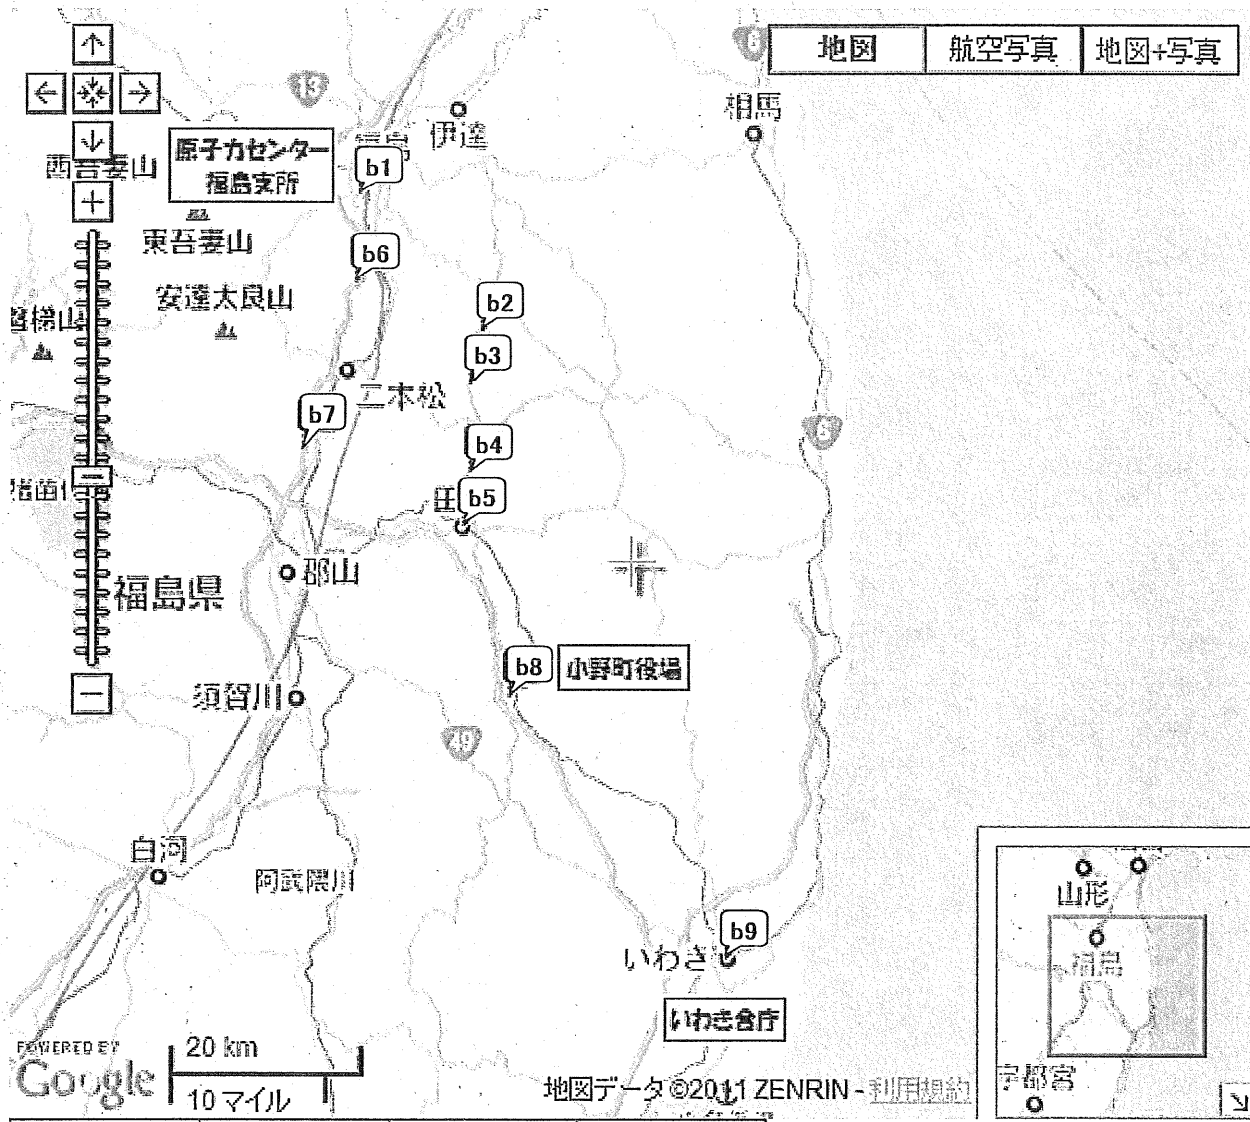 6
地図
航空写真
地図+写真
13
相馬
伊達
西吾妻山
原子力センター
福島支所
b1
東吾妻山
b6
安達太良山
b2
b3
二本松
b7
6
b4
b5
郡山
福島県
b8
小野町役場
須賀川
49
白河
阿武隈川
b9
いわき
いわき合庁
山形
福島
宇都宮
POWERED BY
Google
20 km
10 マイル
地図データ ©2011 ZENRIN - 利用規約